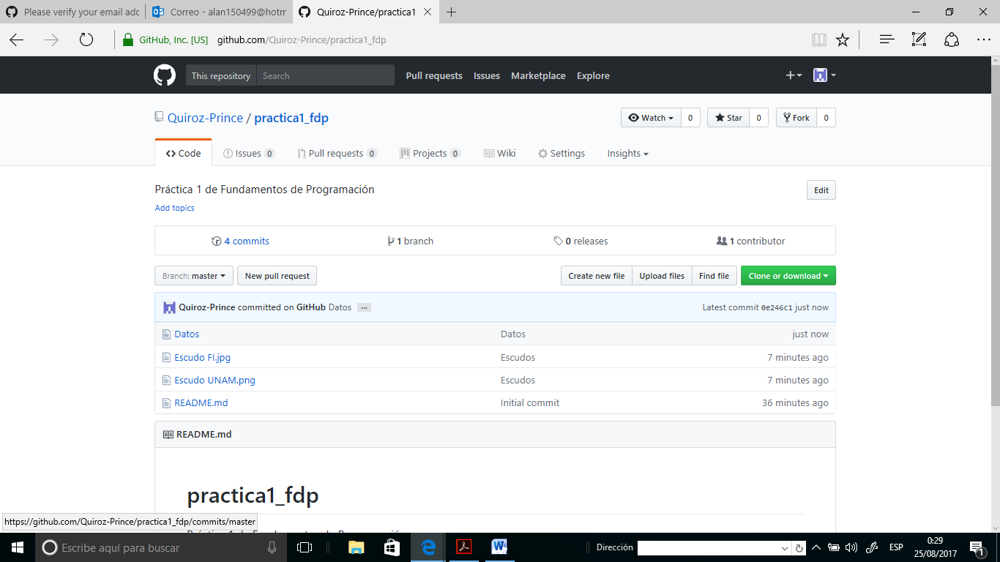 Please verify your email add
Correo - alan150499@hotm
Quiroz-Prince/practica1
GitHub, Inc. [US] github.com/Quiroz-Prince/practica1_fdp
This repository Search Pull requests Issues Marketplace Explore
Quiroz-Prince / practica1_fdp
Watch 0 Star 0 Fork 0
Code Issues 0 Pull requests 0 Projects 0 Wiki Settings Insights
Práctica 1 de Fundamentos de Programación Edit
Add topics
4 commits 1 branch 0 releases 1 contributor
Branch: master New pull request Create new file Upload files Find file Clone or download
Quiroz-Prince committed on GitHub Datos ... Latest commit 0e246c1 just now
Datos Datos just now
Escudo FI.jpg Escudos 7 minutes ago
Escudo UNAM.png Escudos 7 minutes ago
README.md Initial commit 36 minutes ago
README.md
practica1_fdp
https://github.com/Quiroz-Prince/practica1_fdp/commits/master
Escribe aquí para buscar Dirección ESP 0:29
25/08/2017 1